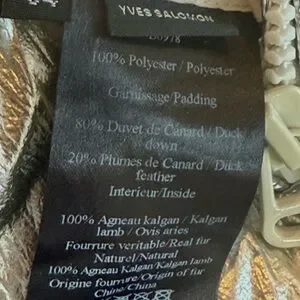 YVES SALOMON
100% Polyester / Polyester
Garnissage/Padding
80% Duvet de Canard / Duck
down
20% Plumes de Canard / Duck
feather
Interieur/Inside
100% Agneau kalgan / Kalgan
lamb / Ovis aries
Fourrure veritable/Real fur
Naturel/Natural
100% Agneau Kalgan/Kalgan lamb
Origine fourrure/Origin of fur
Chine/China